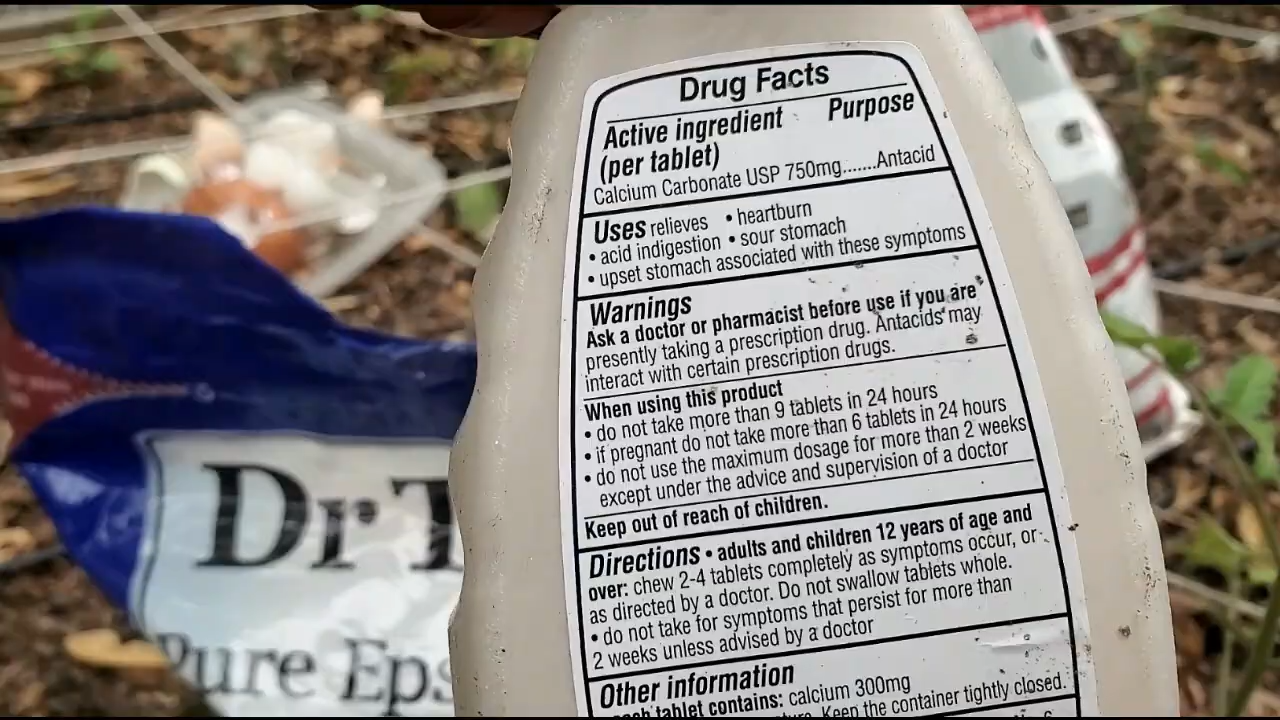 Drug Facts
Active ingredient Purpose
(per tablet)
Calcium Carbonate USP 750mg.......Antacid
Uses relieves • heartburn
• acid indigestion • sour stomach
• upset stomach associated with these symptoms
Warnings
Ask a doctor or pharmacist before use if you are
presently taking a prescription drug. Antacids may
interact with certain prescription drugs.
When using this product
• do not take more than 9 tablets in 24 hours
• if pregnant do not take more than 6 tablets in 24 hours
• do not use the maximum dosage for more than 2 weeks
except under the advice and supervision of a doctor
Keep out of reach of children.
Directions • adults and children 12 years of age and
over: chew 2-4 tablets completely as symptoms occur, or
as directed by a doctor. Do not swallow tablets whole.
• do not take for symptoms that persist for more than
2 weeks unless advised by a doctor
Other information
tablet contains: calcium 300mg
Keep the container tightly closed.
Dr T
Pure Eps